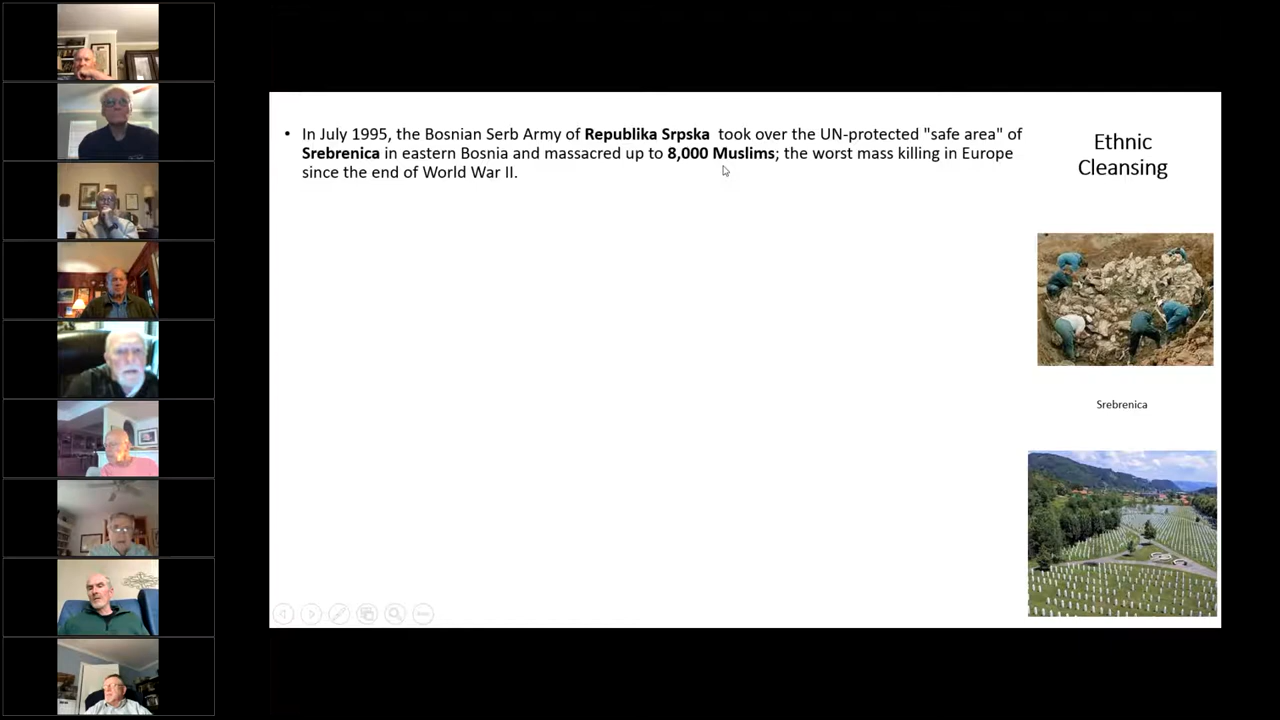 • In July 1995, the Bosnian Serb Army of Republika Srpska took over the UN-protected "safe area" of
Srebrenica in eastern Bosnia and massacred up to 8,000 Muslims; the worst mass killing in Europe
since the end of World War II.
Ethnic
Cleansing
Srebrenica